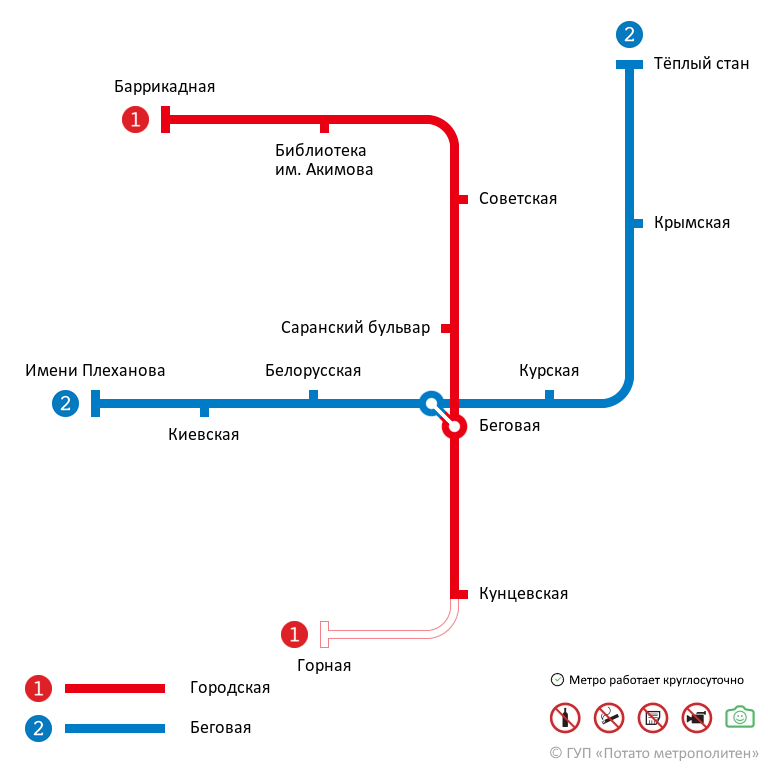 2
Тёплый стан
Баррикадная
1
Библиотека
им. Акимова
Советская
Крымская
Саранский бульвар
Имени Плеханова
Белорусская
Курская
2
Киевская
Беговая
Кунцевская
1
Горная
1 Городская
2 Беговая
Метро работает круглосуточно
© ГУП «Потато метрополитен»